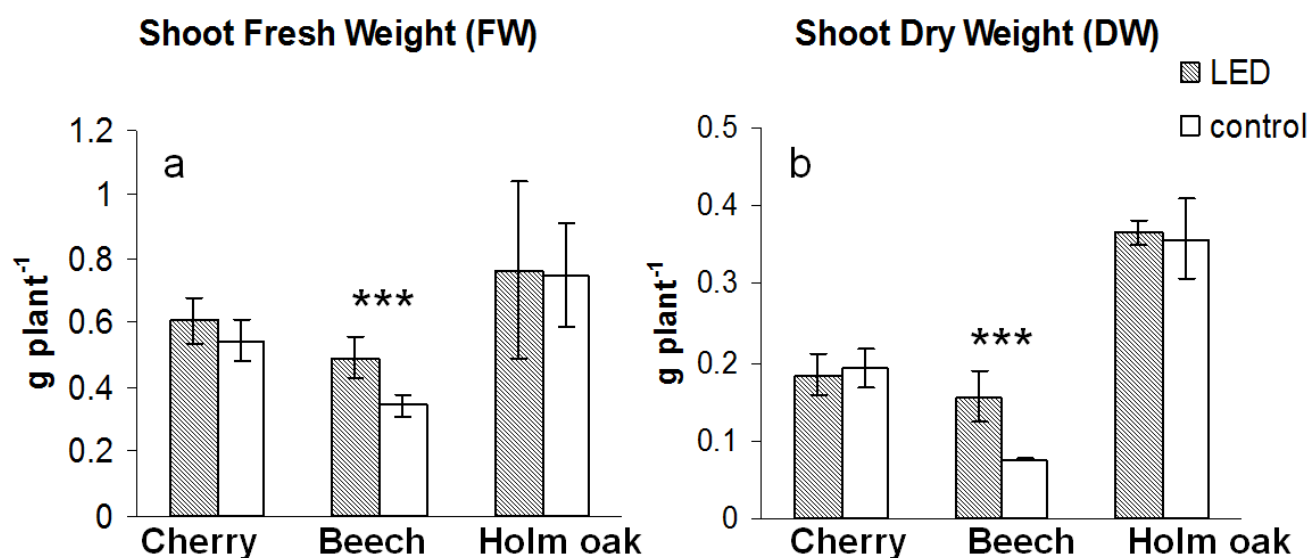 Shoot Fresh Weight (FW)
Shoot Dry Weight (DW)
LED
control
g plant⁻¹
1.2
1
0.8
0.6
0.4
0.2
0
a
***
Cherry Beech Holm oak
g plant⁻¹
0.5
0.4
0.3
0.2
0.1
0
b
***
Cherry Beech Holm oak